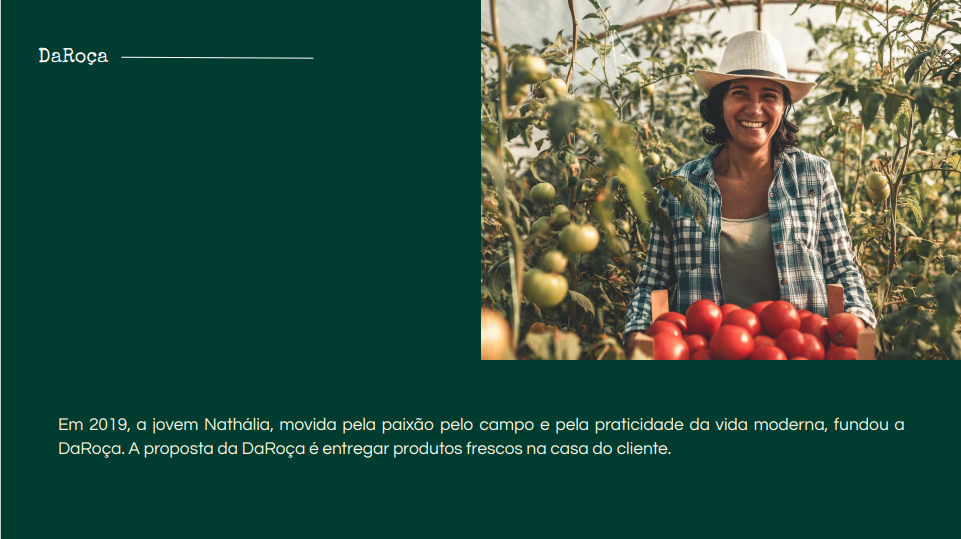 DaRoça
Em 2019, a jovem Nathália, movida pela paixão pelo campo e pela praticidade da vida moderna, fundou a
DaRoça. A proposta da DaRoça é entregar produtos frescos na casa do cliente.